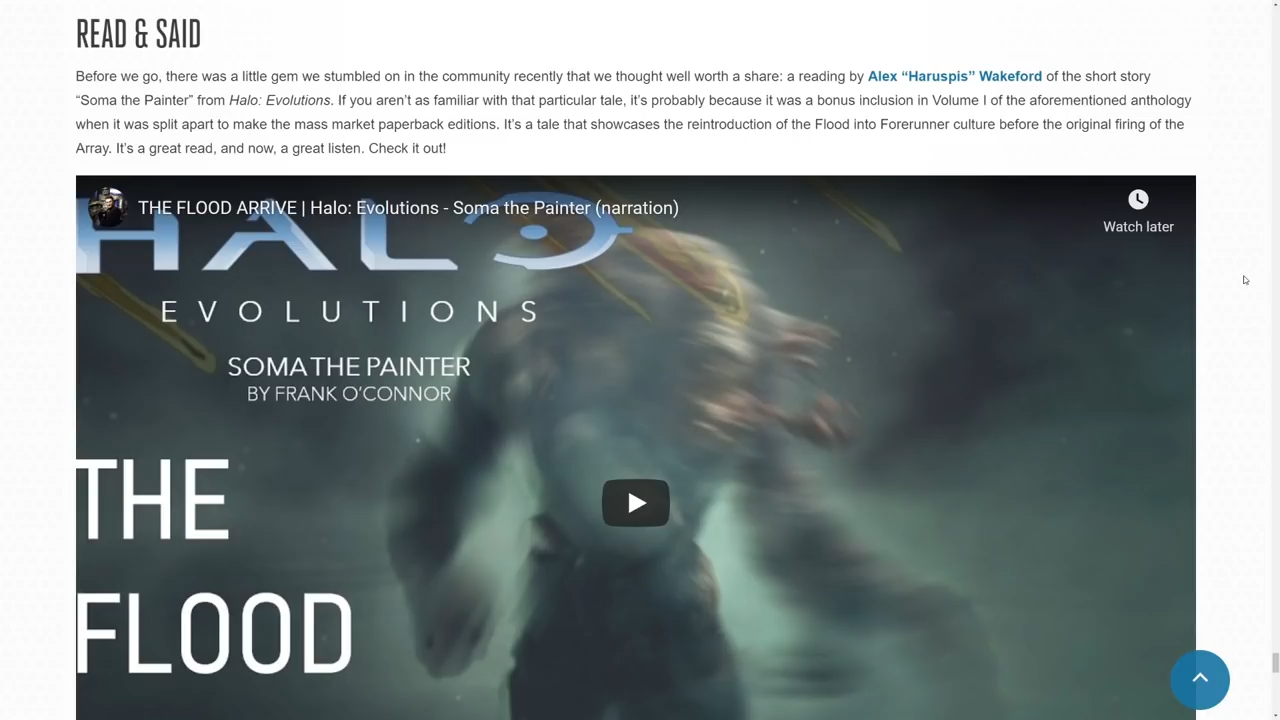 READ & SAID
Before we go, there was a little gem we stumbled on in the community recently that we thought well worth a share: a reading by Alex “Haruspis” Wakeford of the short story
“Soma the Painter” from Halo: Evolutions. If you aren’t as familiar with that particular tale, it’s probably because it was a bonus inclusion in Volume I of the aforementioned anthology
when it was split apart to make the mass market paperback editions. It’s a tale that showcases the reintroduction of the Flood into Forerunner culture before the original firing of the
Array. It’s a great read, and now, a great listen. Check it out!
THE FLOOD ARRIVE | Halo: Evolutions - Soma the Painter (narration)
Watch later
HALO
EVOLUTIONS
SOMA THE PAINTER
BY FRANK O’CONNOR
THE
FLOOD